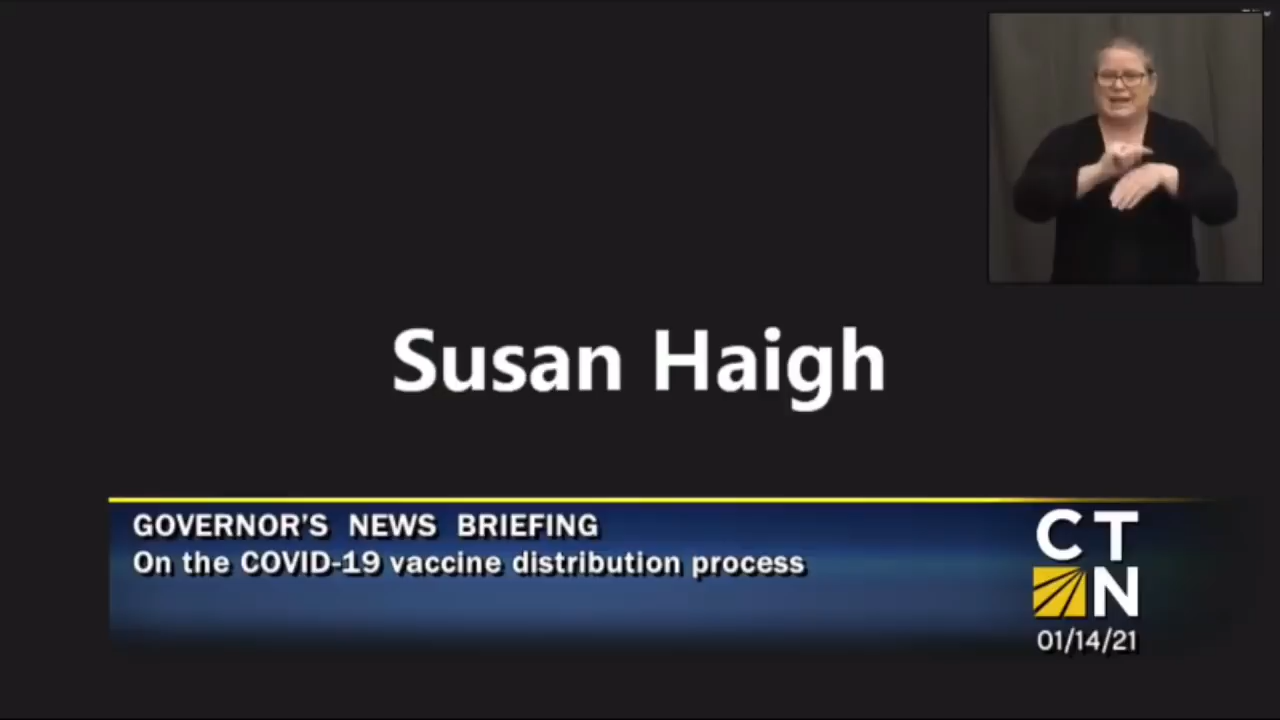 Susan Haigh
GOVERNOR'S NEWS BRIEFING
On the COVID-19 vaccine distribution process
CT
N
01/14/21